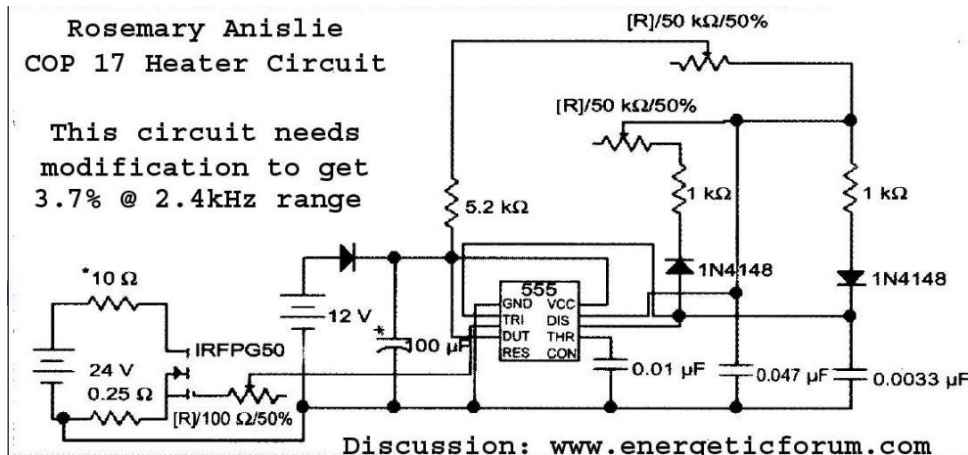 Rosemary Anislie
COP 17 Heater Circuit
This circuit needs
modification to get
3.7% @ 2.4kHz range
[R]/50 kΩ/50%
[R]/50 kΩ/50%
5.2 kΩ
1 kΩ
1 kΩ
1N4148
1N4148
*10 Ω
IRFPG50
24 V
0.25 Ω
[R]/100 Ω/50%
12 V
*
100 µF
555
GND VCC
TRI DIS
DUT THR
RES CON
0.01 µF
0.047 µF
0.0033 µF
Discussion: www.energeticforum.com